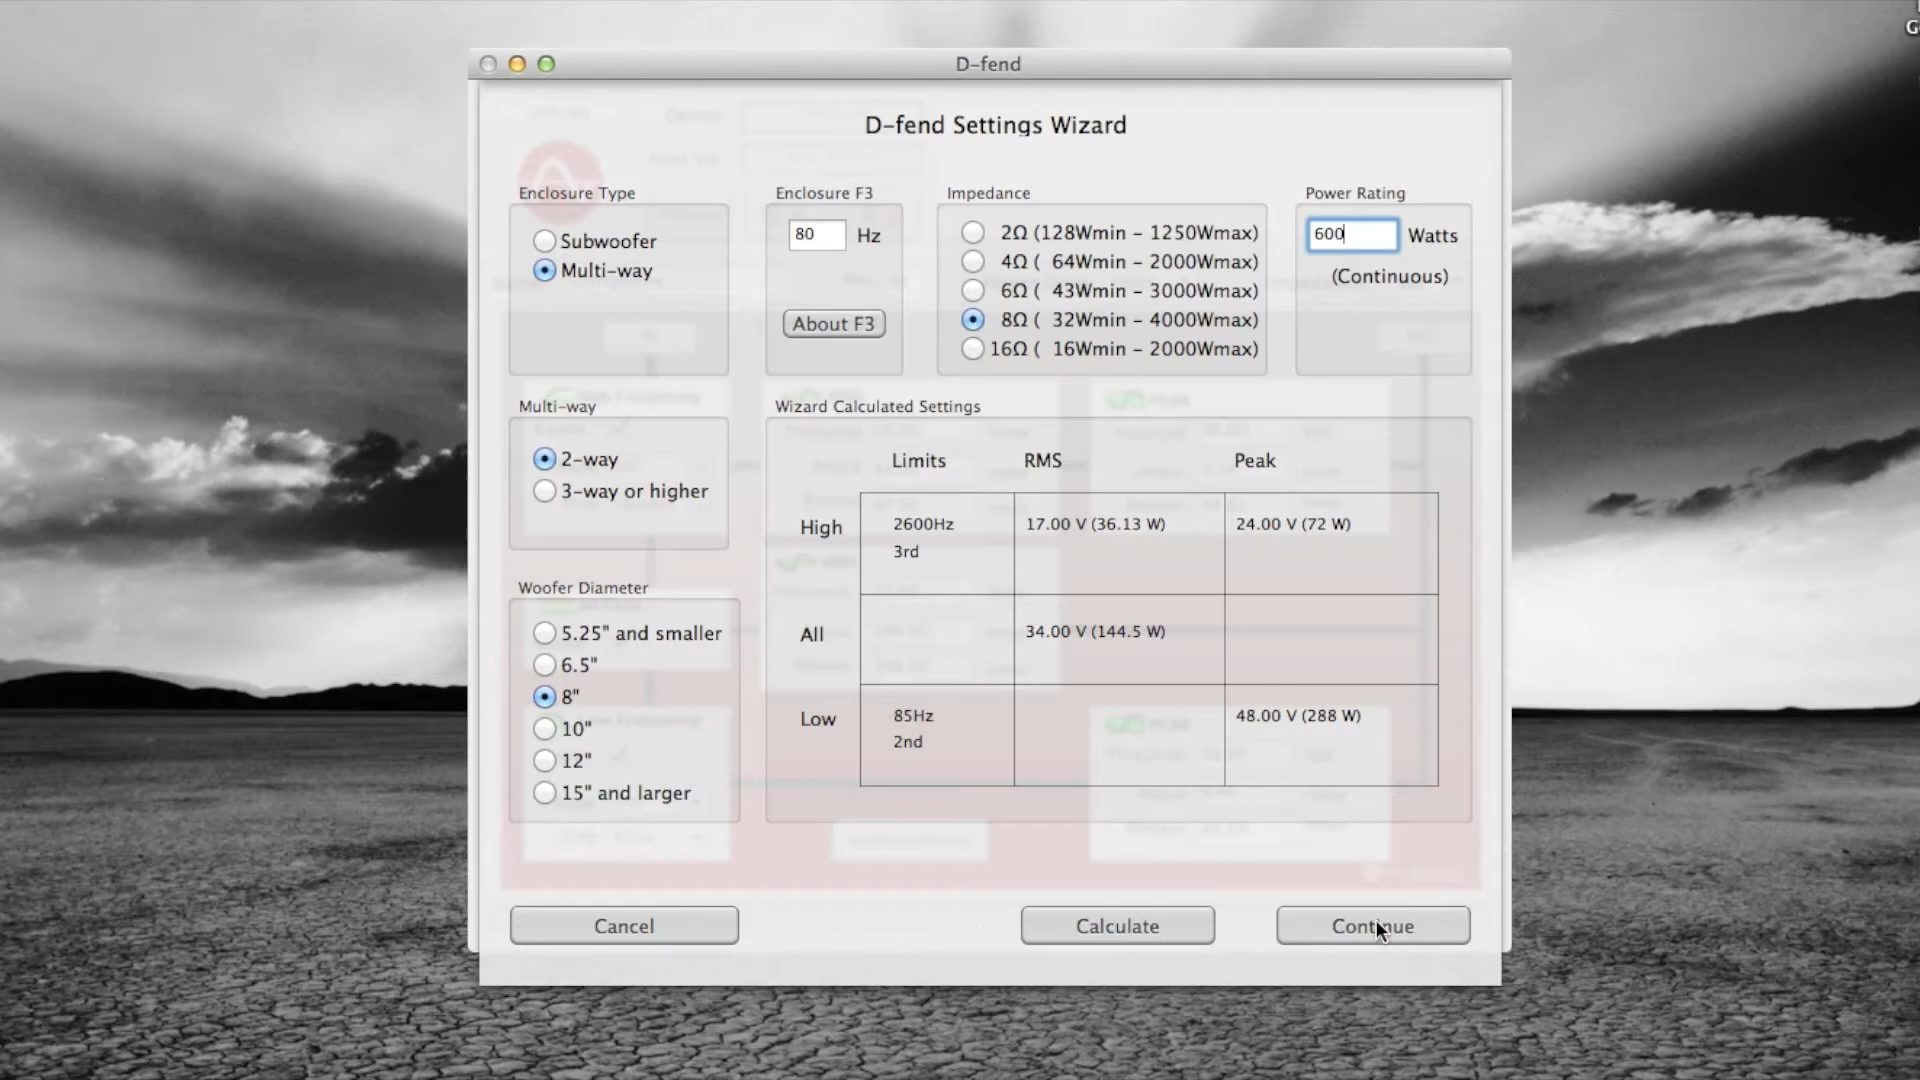 D-fend
D-fend Settings Wizard
Enclosure Type
Subwoofer
Multi-way
Enclosure F3
80 Hz
About F3
Impedance
2Ω (128Wmin - 1250Wmax)
4Ω ( 64Wmin - 2000Wmax)
6Ω ( 43Wmin - 3000Wmax)
8Ω ( 32Wmin - 4000Wmax)
16Ω ( 16Wmin - 2000Wmax)
Power Rating
600 Watts
(Continuous)
Multi-way
2-way
3-way or higher
Woofer Diameter
5.25" and smaller
6.5"
8"
10"
12"
15" and larger
Wizard Calculated Settings
Limits RMS Peak
High 2600Hz 17.00 V (36.13 W) 24.00 V (72 W)
3rd
All 34.00 V (144.5 W)
Low 85Hz 48.00 V (288 W)
2nd
Cancel Calculate Continue